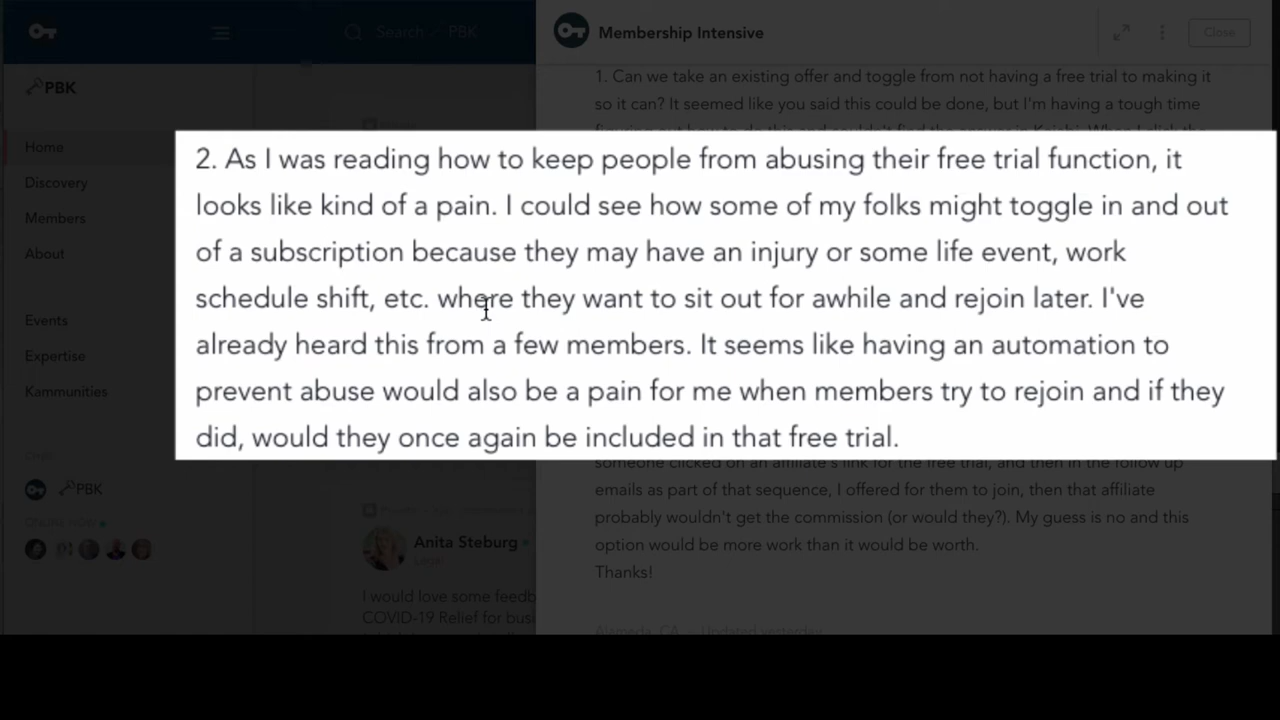 Search PBK
Membership Intensive
Close
PBK
Home
Discovery
Members
About
Events
Expertise
Kammunities
PBK
ONLINE NOW
1. Can we take an existing offer and toggle from not having a free trial to making it
so it can? It seemed like you said this could be done, but I'm having a tough time
2. As I was reading how to keep people from abusing their free trial function, it
looks like kind of a pain. I could see how some of my folks might toggle in and out
of a subscription because they may have an injury or some life event, work
schedule shift, etc. where they want to sit out for awhile and rejoin later. I've
already heard this from a few members. It seems like having an automation to
prevent abuse would also be a pain for me when members try to rejoin and if they
did, would they once again be included in that free trial.
someone clicked on an affiliate's link for the free trial, and then in the follow up
emails as part of that sequence, I offered for them to join, then that affiliate
probably wouldn't get the commission (or would they?). My guess is no and this
option would be more work than it would be worth.
Thanks!
Anita Steburg
I would love some feedb
COVID-19 Relief for busi
Alameda, CA – Updated yesterday